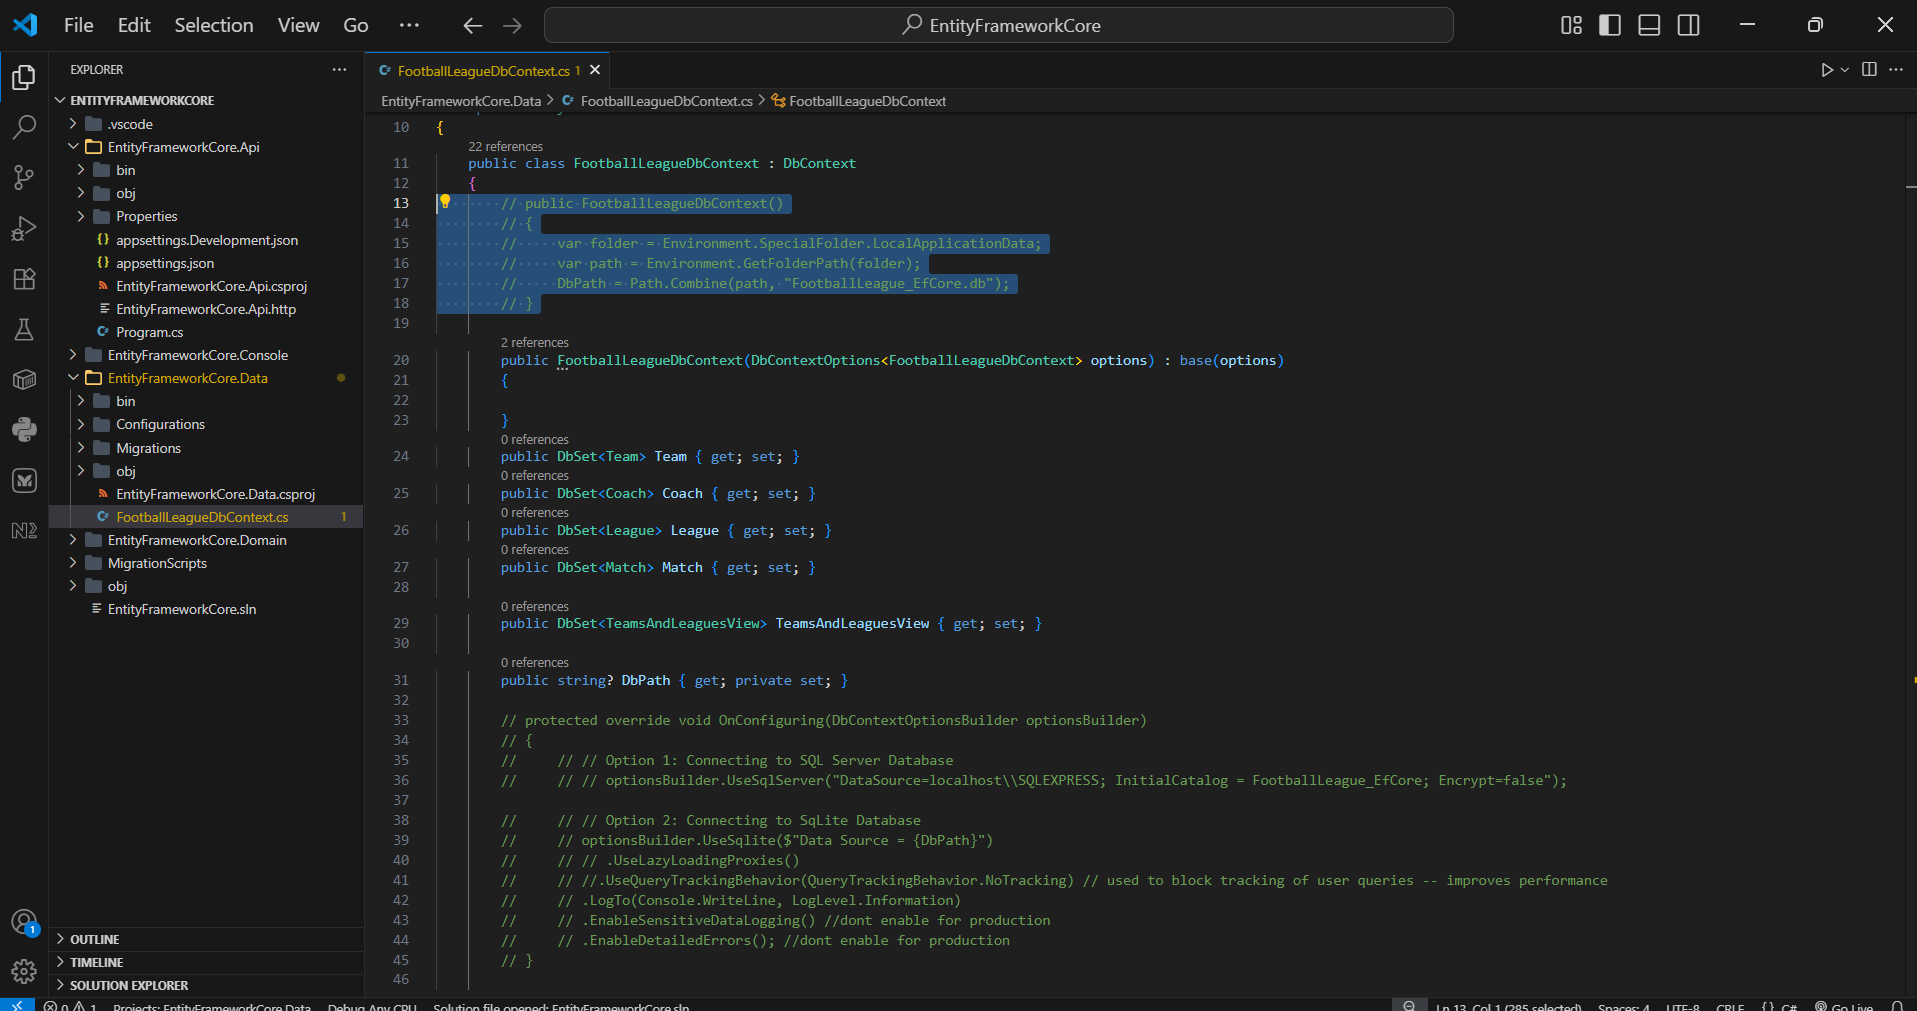 File Edit Selection View Go ··· EntityFrameworkCore
EXPLORER ···
ENTITYFRAMEWORKCORE
.vscode
EntityFrameworkCore.Api
bin
obj
Properties
{} appsettings.Development.json
{} appsettings.json
EntityFrameworkCore.Api.csproj
EntityFrameworkCore.Api.http
C# Program.cs
EntityFrameworkCore.Console
EntityFrameworkCore.Data
bin
Configurations
Migrations
obj
EntityFrameworkCore.Data.csproj
C# FootballLeagueDbContext.cs 1
EntityFrameworkCore.Domain
MigrationScripts
obj
EntityFrameworkCore.sln
OUTLINE
TIMELINE
SOLUTION EXPLORER
1
C# FootballLeagueDbContext.cs 1
EntityFrameworkCore.Data > C# FootballLeagueDbContext.cs > FootballLeagueDbContext
10 {
22 references
11 public class FootballLeagueDbContext : DbContext
12 {
13 // public FootballLeagueDbContext()
14 // {
15 //     var folder = Environment.SpecialFolder.LocalApplicationData;
16 //     var path = Environment.GetFolderPath(folder);
17 //     DbPath = Path.Combine(path, "FootballLeague_EfCore.db");
18 // }
19
2 references
20 public FootballLeagueDbContext(DbContextOptions<FootballLeagueDbContext> options) : base(options)
21 {
22
23 }
0 references
24 public DbSet<Team> Team { get; set; }
0 references
25 public DbSet<Coach> Coach { get; set; }
0 references
26 public DbSet<League> League { get; set; }
0 references
27 public DbSet<Match> Match { get; set; }
28
0 references
29 public DbSet<TeamsAndLeaguesView> TeamsAndLeaguesView { get; set; }
30
0 references
31 public string? DbPath { get; private set; }
32
33 // protected override void OnConfiguring(DbContextOptionsBuilder optionsBuilder)
34 // {
35 //     // // Option 1: Connecting to SQL Server Database
36 //     // // optionsBuilder.UseSqlServer("DataSource=localhost\\SQLEXPRESS; InitialCatalog = FootballLeague_EfCore; Encrypt=false");
37
38 //     // // Option 2: Connecting to SqLite Database
39 //     // optionsBuilder.UseSqlite($"Data Source = {DbPath}")
40 //     // // .UseLazyLoadingProxies()
41 //     // //.UseQueryTrackingBehavior(QueryTrackingBehavior.NoTracking) // used to block tracking of user queries -- improves performance
42 //     // .LogTo(Console.WriteLine, LogLevel.Information)
43 //     // .EnableSensitiveDataLogging() //dont enable for production
44 //     // .EnableDetailedErrors(); //dont enable for production
45 // }
46
0 1 Projects: EntityFrameworkCore.Data Debug Any CPU Solution file opened: EntityFrameworkCore.sln Ln 13, Col 1 (285 selected) Spaces: 4 UTF-8 CRLF {} C# Go Live